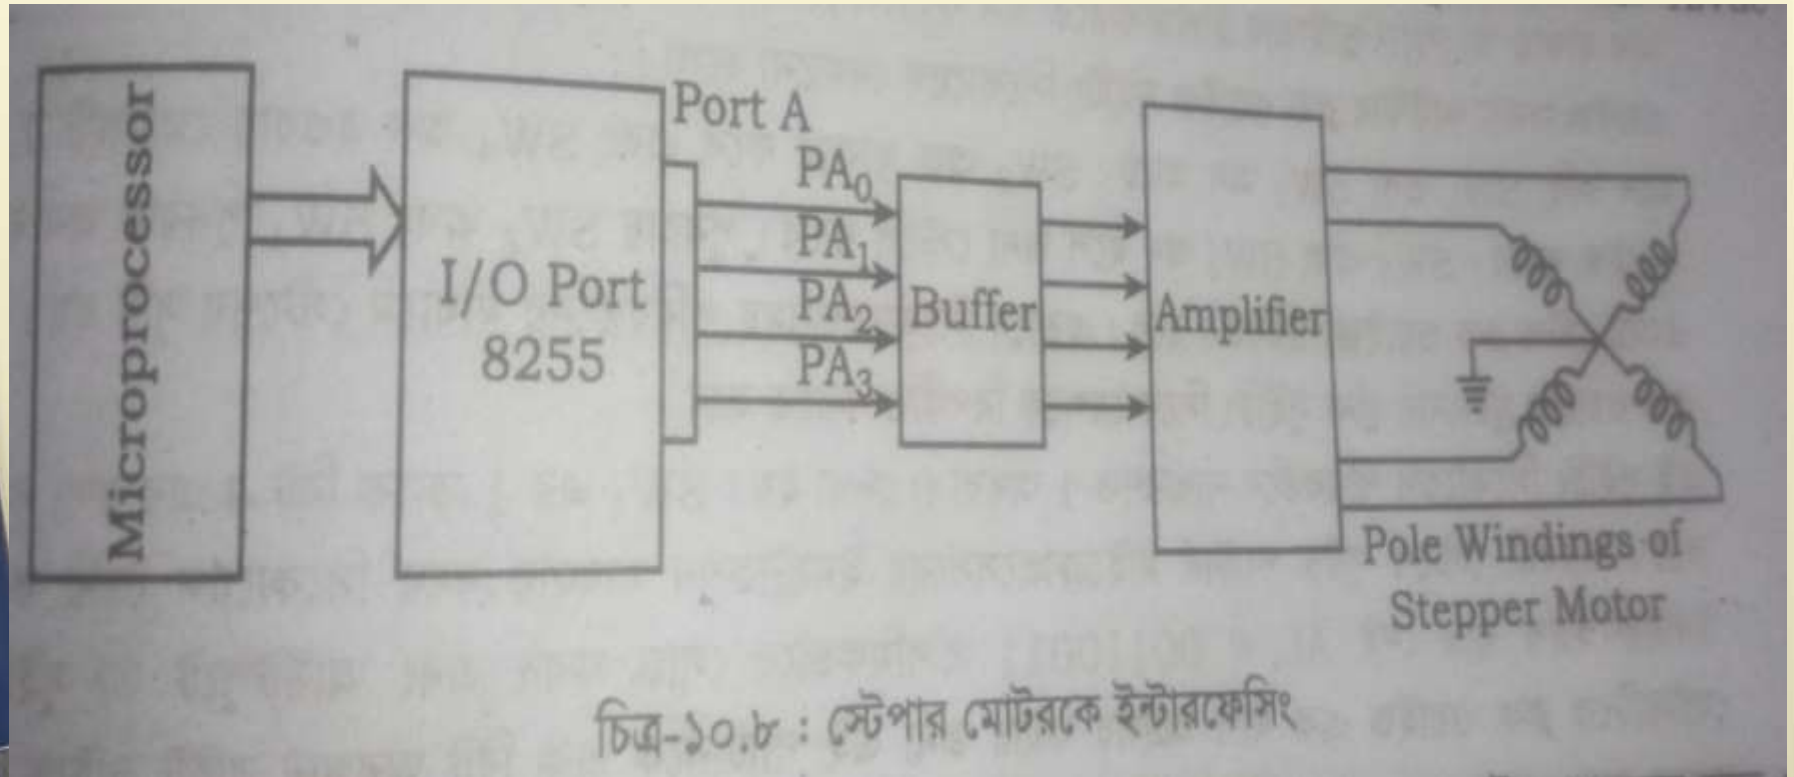 Microprocessor
I/O Port
8255
Port A
PA0
PA1
PA2
PA3
Buffer
Amplifier
Pole Windings of
Stepper Motor
চিত্র-১০.৮ : স্টেপার মোটরকে ইন্টারফেসিং